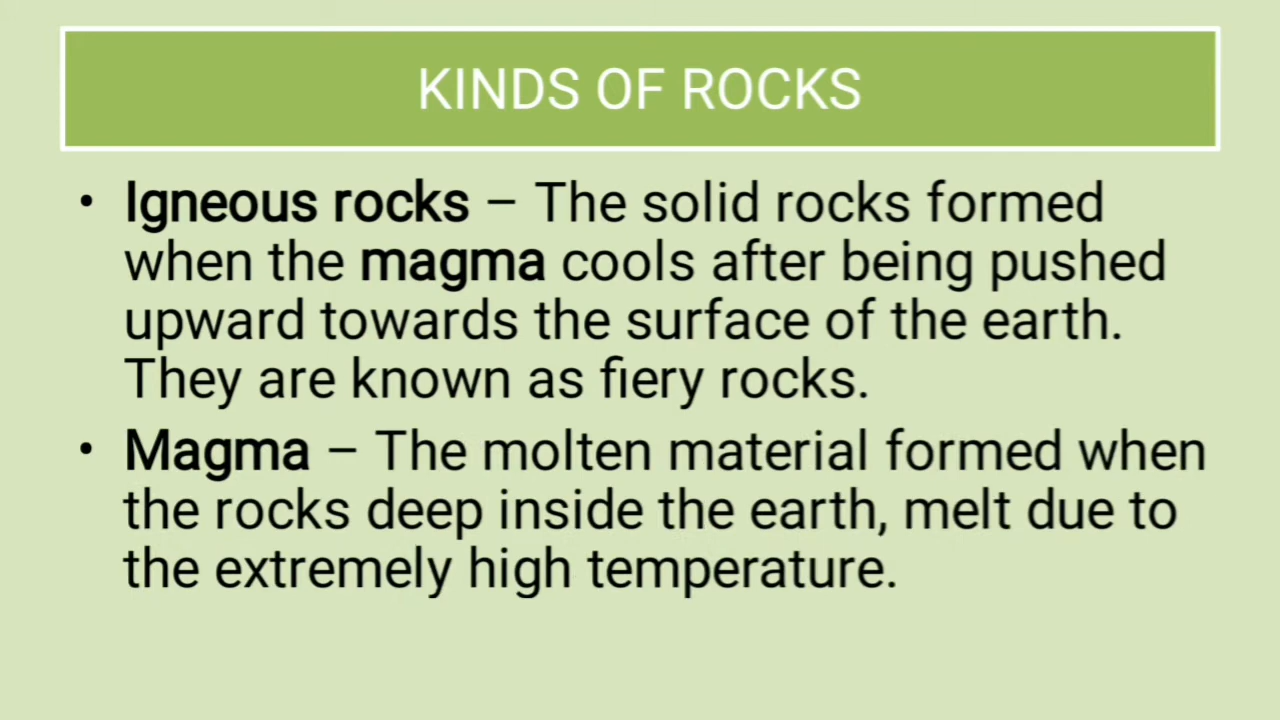 KINDS OF ROCKS
• Igneous rocks – The solid rocks formed
when the magma cools after being pushed
upward towards the surface of the earth.
They are known as fiery rocks.
• Magma – The molten material formed when
the rocks deep inside the earth, melt due to
the extremely high temperature.